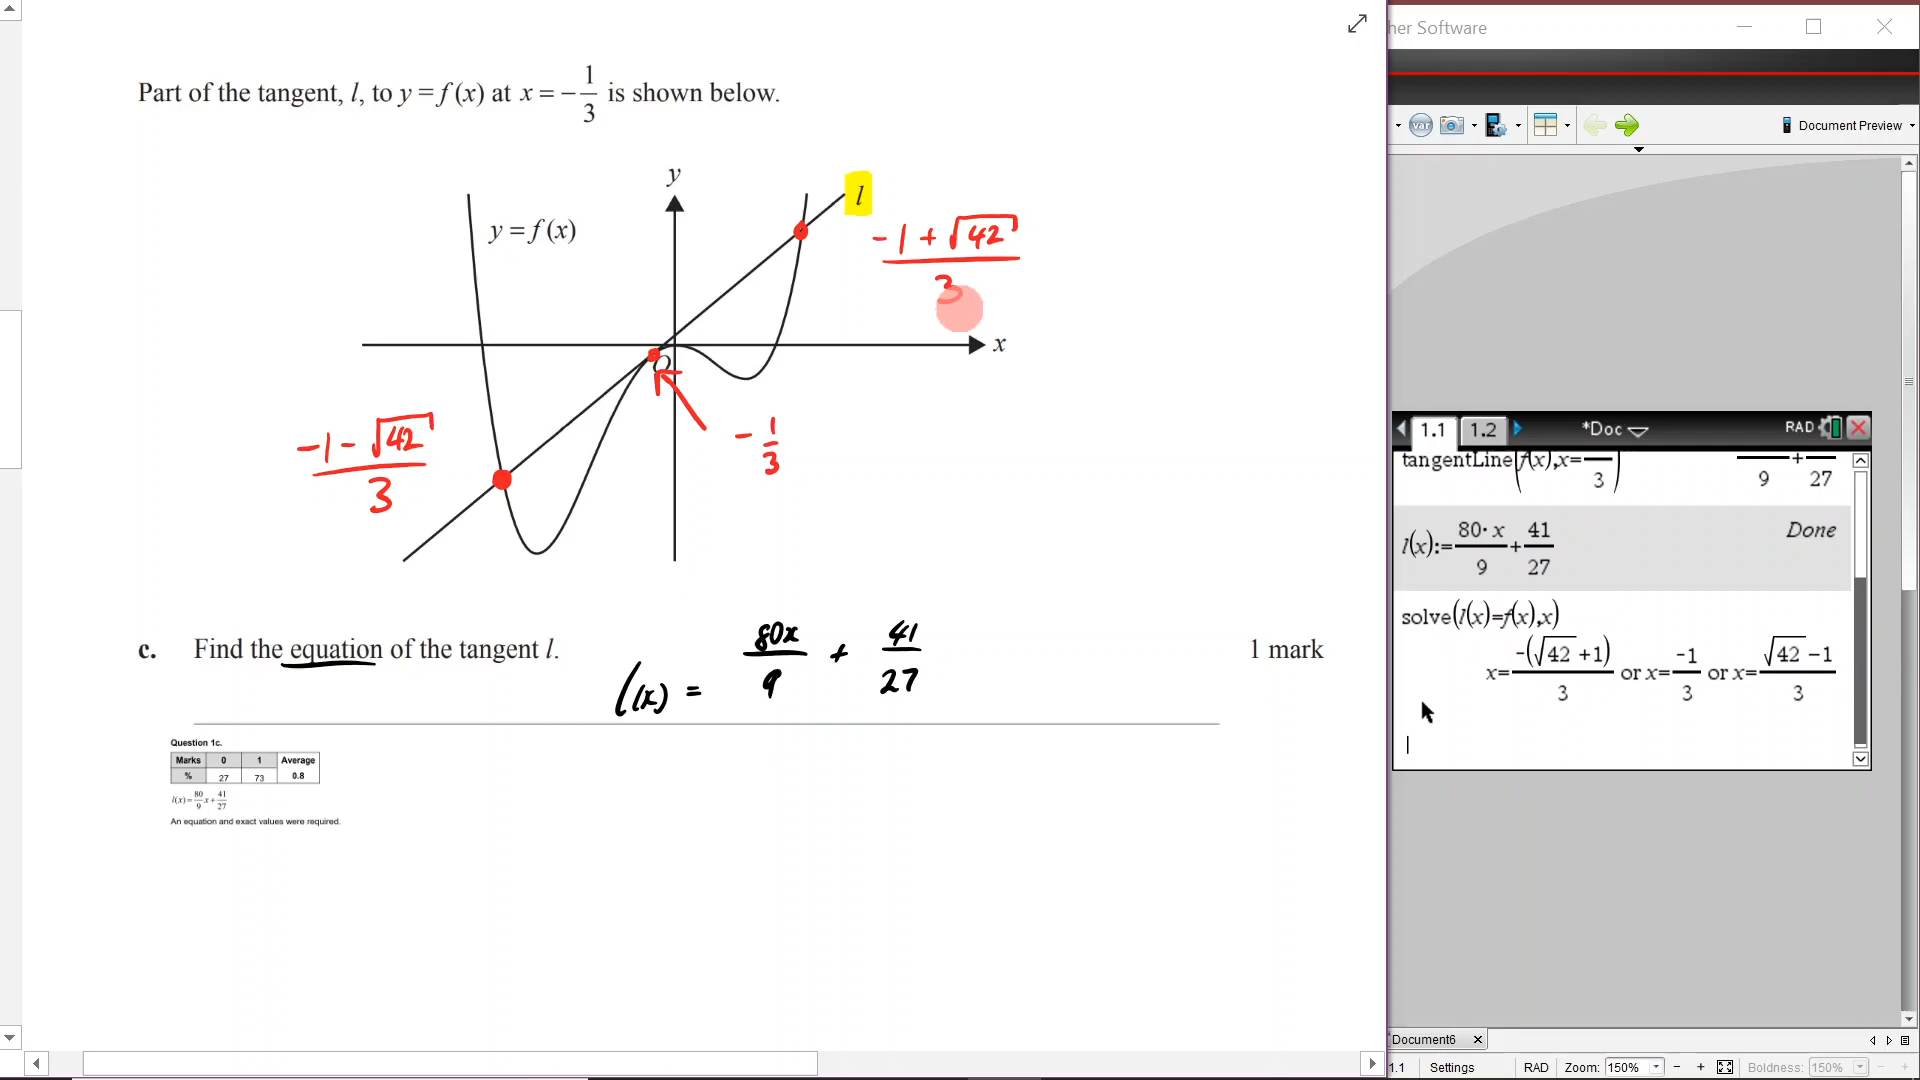 Part of the tangent, l, to y = f (x) at x = − 1/3 is shown below.
y
l
y = f (x)
-1 + √42
3
x
O
-1 - √42
3
- 1/3
c. Find the equation of the tangent l. 1 mark
l(x) = 80x/9 + 41/27
Question 1c.
Marks 0 1 Average
% 27 73 0.8
l(x) = 80/9 x + 41/27
An equation and exact values were required.
her Software
var
Document Preview
1.1 1.2 *Doc RAD
tangentLine(f(x),x= 3) 9 + 27
l(x):= 80·x/9 + 41/27 Done
solve(l(x)=f(x),x)
x= -(√42 +1)/3 or x= -1/3 or x= √42 -1/3
Document6
1.1 Settings RAD Zoom: 150% - + Boldness: 150% - +